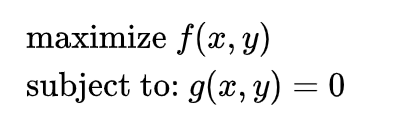 maximize f(x, y)
subject to: g(x, y) = 0